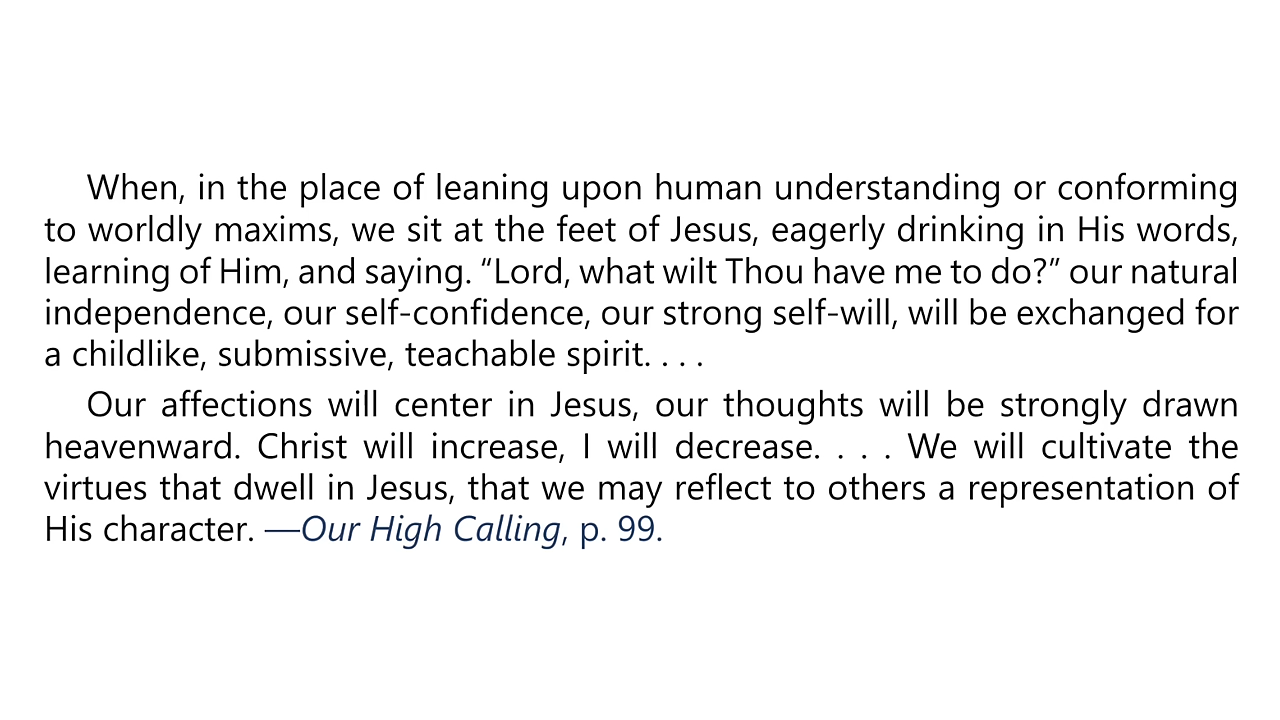 When, in the place of leaning upon human understanding or conforming
to worldly maxims, we sit at the feet of Jesus, eagerly drinking in His words,
learning of Him, and saying. “Lord, what wilt Thou have me to do?” our natural
independence, our self-confidence, our strong self-will, will be exchanged for
a childlike, submissive, teachable spirit. . . .
Our affections will center in Jesus, our thoughts will be strongly drawn
heavenward. Christ will increase, I will decrease. . . . We will cultivate the
virtues that dwell in Jesus, that we may reflect to others a representation of
His character. —Our High Calling, p. 99.